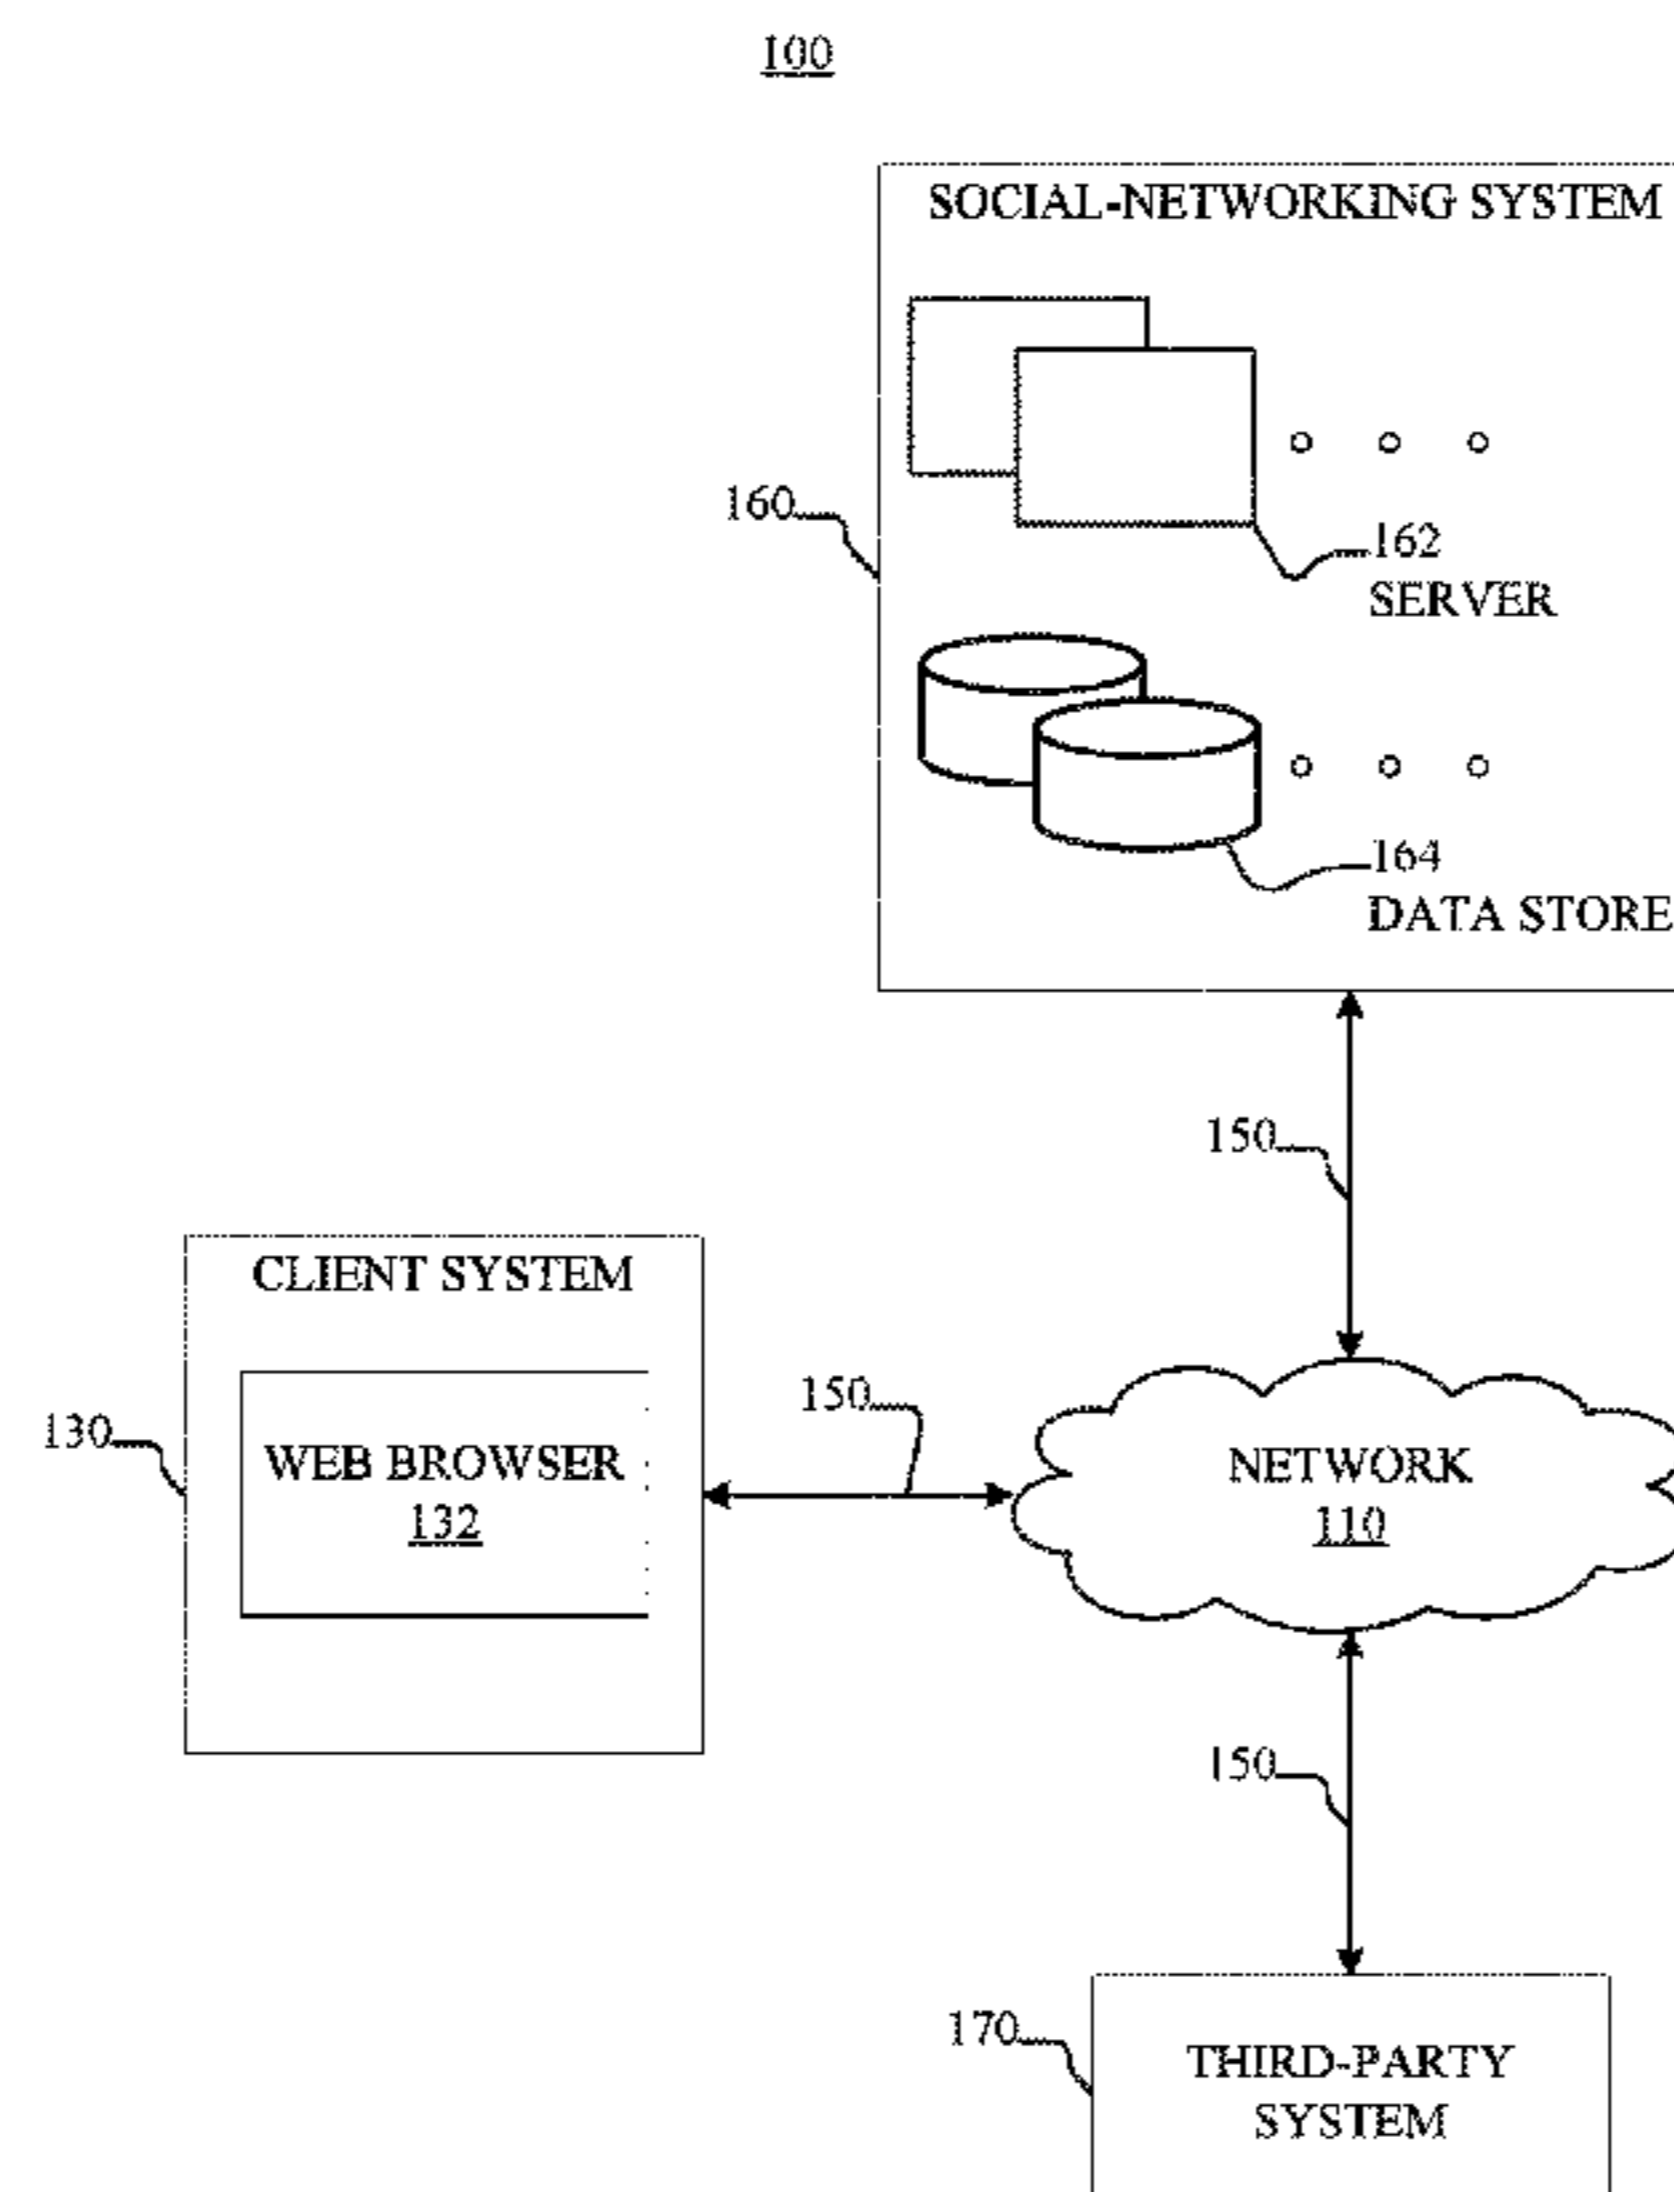 100
SOCIAL-NETWORKING SYSTEM
160
162
SERVER
164
DATA STORE
150
CLIENT SYSTEM
130
WEB BROWSER
132
150
NETWORK
110
150
170
THIRD-PARTY
SYSTEM